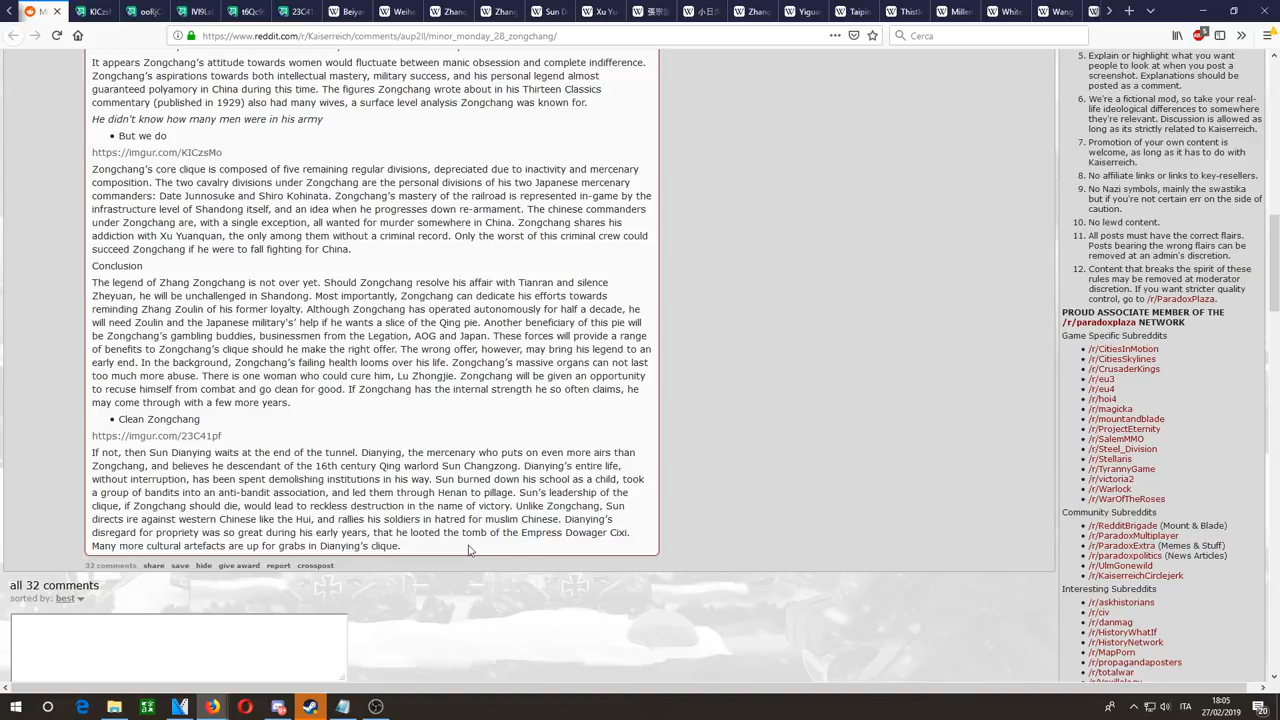 Beiyan
Weihe
Zhang
Zhang
Sun D
Xu Yu
張宗
小日
Zhang
Yigua
Taipin
Thistl
Thistl
Miller
White
Wang
https://www.reddit.com/r/Kaiserreich/comments/aup2ll/minor_monday_28_zongchang/
Cerca
It appears Zongchang's attitude towards women would fluctuate between manic obsession and complete indifference.
Zongchang's aspirations towards both intellectual mastery, military success, and his personal legend almost
guaranteed polyamory in China during this time. The figures Zongchang wrote about in his Thirteen Classics
commentary (published in 1929) also had many wives, a surface level analysis Zongchang was known for.
He didn't know how many men were in his army
• But we do
https://imgur.com/KICzsMo
Zongchang's core clique is composed of five remaining regular divisions, depreciated due to inactivity and mercenary
composition. The two cavalry divisions under Zongchang are the personal divisions of his two Japanese mercenary
commanders: Date Junnosuke and Shiro Kohinata. Zongchang's mastery of the railroad is represented in-game by the
infrastructure level of Shandong itself, and an idea when he progresses down re-armament. The chinese commanders
under Zongchang are, with a single exception, all wanted for murder somewhere in China. Zongchang shares his
addiction with Xu Yuanquan, the only among them without a criminal record. Only the worst of this criminal crew could
succeed Zongchang if he were to fall fighting for China.
Conclusion
The legend of Zhang Zongchang is not over yet. Should Zongchang resolve his affair with Tianran and silence
Zheyuan, he will be unchallenged in Shandong. Most importantly, Zongchang can dedicate his efforts towards
reminding Zhang Zoulin of his former loyalty. Although Zongchang has operated autonomously for half a decade, he
will need Zoulin and the Japanese military's' help if he wants a slice of the Qing pie. Another beneficiary of this pie will
be Zongchang's gambling buddies, businessmen from the Legation, AOG and Japan. These forces will provide a range
of benefits to Zongchang's clique should he make the right offer. The wrong offer, however, may bring his legend to an
early end. In the background, Zongchang's failing health looms over his life. Zongchang's massive organs can not last
too much more abuse. There is one woman who could cure him, Lu Zhongjie. Zongchang will be given an opportunity
to recuse himself from combat and go clean for good. If Zongchang has the internal strength he so often claims, he
may come through with a few more years.
• Clean Zongchang
https://imgur.com/23C41pf
If not, then Sun Dianying waits at the end of the tunnel. Dianying, the mercenary who puts on even more airs than
Zongchang, and believes he descendant of the 16th century Qing warlord Sun Changzong. Dianying's entire life,
without interruption, has been spent demolishing institutions in his way. Sun burned down his school as a child, took
a group of bandits into an anti-bandit association, and led them through Henan to pillage. Sun's leadership of the
clique, if Zongchang should die, would lead to reckless destruction in the name of victory. Unlike Zongchang, Sun
directs ire against western Chinese like the Hui, and rallies his soldiers in hatred for muslim Chinese. Dianying's
disregard for propriety was so great during his early years, that he looted the tomb of the Empress Dowager Cixi.
Many more cultural artefacts are up for grabs in Dianying's clique.
32 comments share save hide give award report crosspost
all 32 comments
sorted by: best
5. Explain or highlight what you want
people to look at when you post a
screenshot. Explanations should be
posted as a comment.
6. We're a fictional mod, so take your real-
life ideological differences to somewhere
they're relevant. Discussion is allowed as
long as its strictly related to Kaiserreich.
7. Promotion of your own content is
welcome, as long as it has to do with
Kaiserreich.
8. No affiliate links or links to key-resellers.
9. No Nazi symbols, mainly the swastika
but if you're not certain err on the side of
caution.
10. No lewd content.
11. All posts must have the correct flairs.
Posts bearing the wrong flairs can be
removed at an admin's discretion.
12. Content that breaks the spirit of these
rules may be removed at moderator
discretion. If you want stricter quality
control, go to /r/ParadoxPlaza.
PROUD ASSOCIATE MEMBER OF THE
/r/paradoxplaza NETWORK
Game Specific Subreddits
• /r/CitiesInMotion
• /r/CitiesSkylines
• /r/CrusaderKings
• /r/eu3
• /r/eu4
• /r/hoi4
• /r/magicka
• /r/mountandblade
• /r/ProjectEternity
• /r/SalemMMO
• /r/Steel_Division
• /r/Stellaris
• /r/TyrannyGame
• /r/victoria2
• /r/Warlock
• /r/WarOfTheRoses
Community Subreddits
• /r/RedditBrigade (Mount & Blade)
• /r/ParadoxMultiplayer
• /r/ParadoxExtra (Memes & Stuff)
• /r/paradoxpolitics (News Articles)
• /r/UlmGonewild
• /r/KaiserreichCirclejerk
Interesting Subreddits
• /r/askhistorians
• /r/civ
• /r/danmag
• /r/HistoryWhatIf
• /r/HistoryNetwork
• /r/MapPorn
• /r/propagandaposters
• /r/totalwar
ITA
18:05
27/02/2019
20